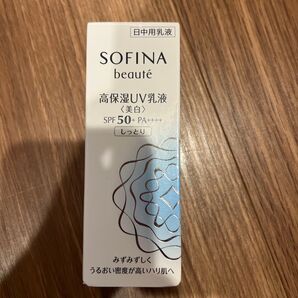 日中用乳液
SOFINA
beauté
高保湿UV乳液
〈美白〉
SPF 50+ PA++++
しっとり
みずみずしく
うるおい密度が高いハリ肌へ